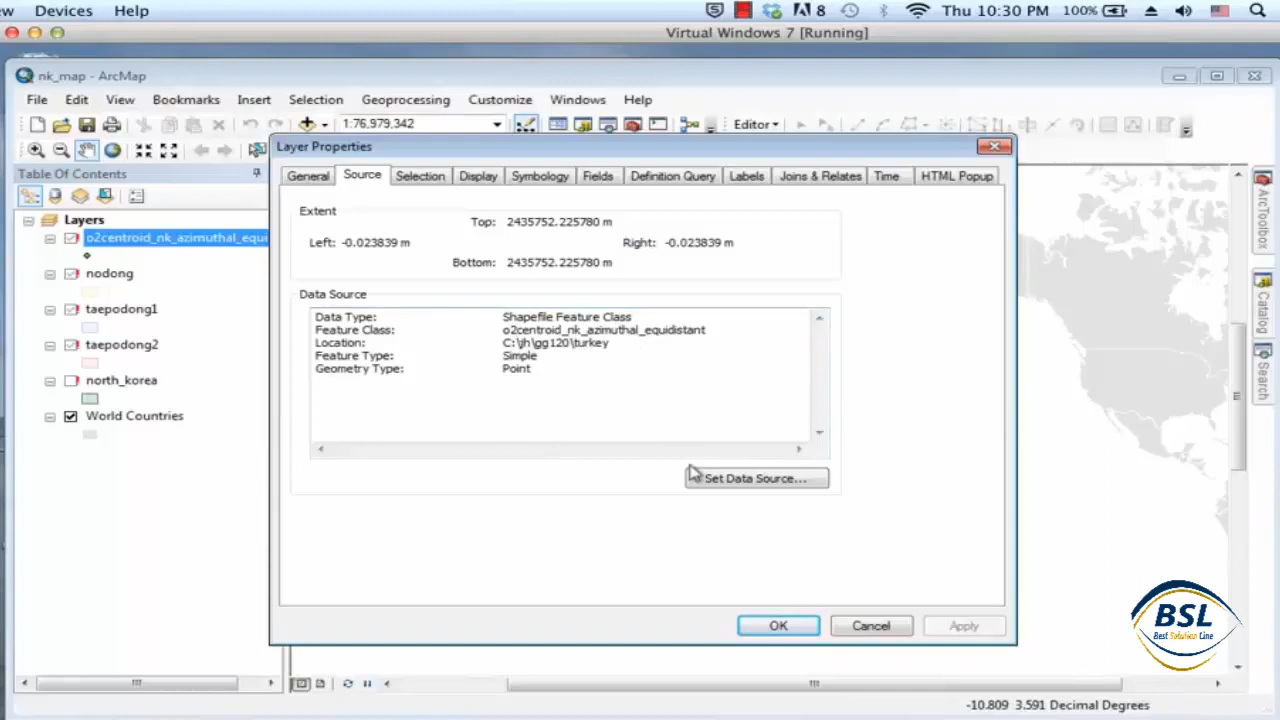 ew Devices Help
8 Thu 10:30 PM 100%
Virtual Windows 7 [Running]
nk_map - ArcMap
File Edit View Bookmarks Insert Selection Geoprocessing Customize Windows Help
1:76,979,342 Editor
Table Of Contents
Layers
o2centroid_nk_azimuthal_equi
nodong
taepodong1
taepodong2
north_korea
World Countries
Layer Properties
General Source Selection Display Symbology Fields Definition Query Labels Joins & Relates Time HTML Popup
Extent
Top: 2435752.225780 m
Left: -0.023839 m Right: -0.023839 m
Bottom: 2435752.225780 m
Data Source
Data Type: Shapefile Feature Class
Feature Class: o2centroid_nk_azimuthal_equidistant
Location: C:\jh\gg120\turkey
Feature Type: Simple
Geometry Type: Point
Set Data Source...
OK Cancel Apply
ArcToolbox
Catalog
Search
BSL
Best Solution Line
-10.809 3.591 Decimal Degrees